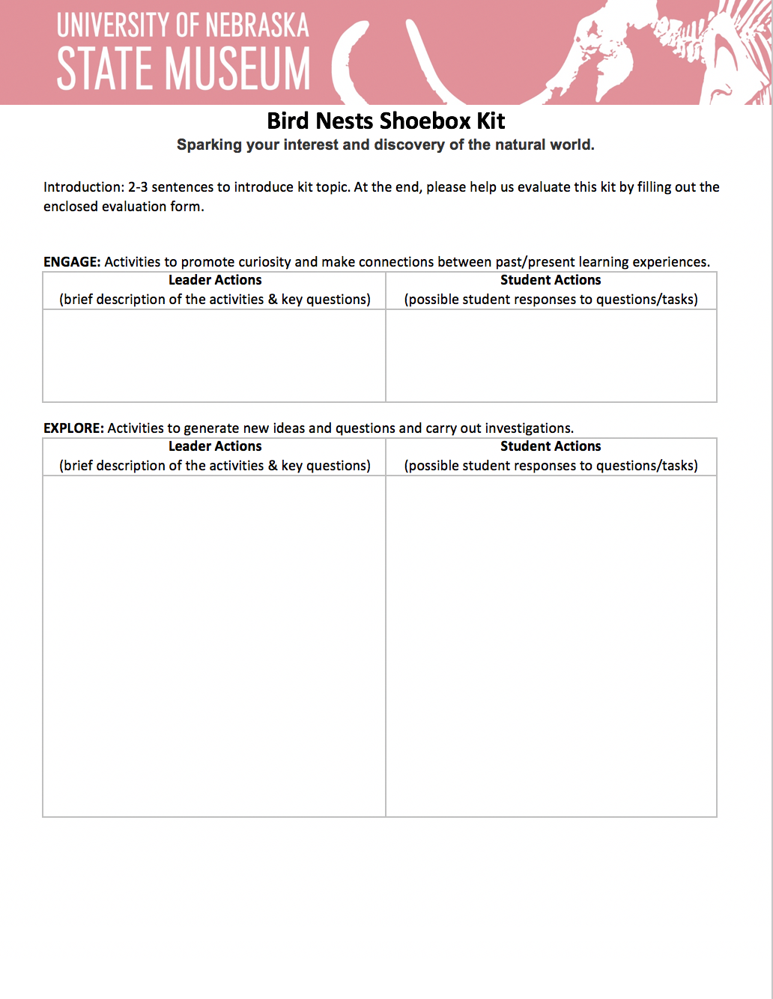 UNIVERSITY OF NEBRASKA
STATE MUSEUM
Bird Nests Shoebox Kit
Sparking your interest and discovery of the natural world.
Introduction: 2-3 sentences to introduce kit topic. At the end, please help us evaluate this kit by filling out the
enclosed evaluation form.
ENGAGE: Activities to promote curiosity and make connections between past/present learning experiences.
Leader Actions
(brief description of the activities & key questions)
Student Actions
(possible student responses to questions/tasks)
EXPLORE: Activities to generate new ideas and questions and carry out investigations.
Leader Actions
(brief description of the activities & key questions)
Student Actions
(possible student responses to questions/tasks)